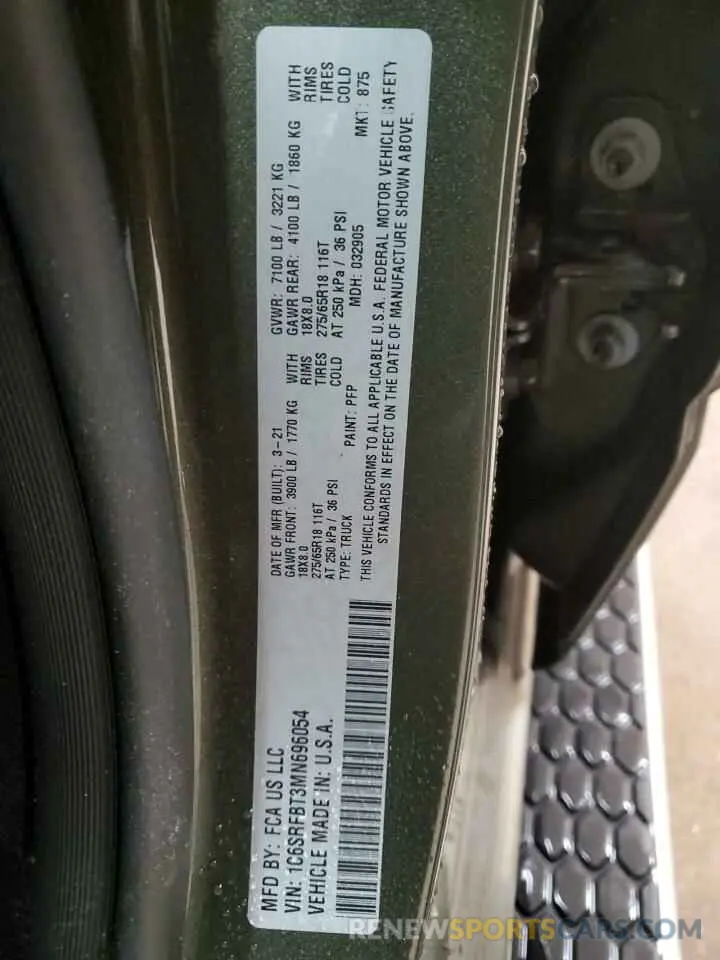 MFD BY: FCA US LLC
VIN: 1C6SRFBT3MN696054
VEHICLE MADE IN: U.S.A.
DATE OF MFR (BUILT): 3-21
GAWR FRONT: 3900 LB / 1770 KG WITH
18X8.0 RIMS
275/65R18 116T TIRES
AT 250 kPa / 36 PSI COLD
TYPE: TRUCK PAINT: PFP
GVWR: 7100 LB / 3221 KG
GAWR REAR: 4100 LB / 1860 KG WITH
18X8.0 RIMS
275/65R18 116T TIRES
AT 250 kPa / 36 PSI COLD
MDH: 032905 MKT: 875
THIS VEHICLE CONFORMS TO ALL APPLICABLE U.S.A. FEDERAL MOTOR VEHICLE SAFETY
STANDARDS IN EFFECT ON THE DATE OF MANUFACTURE SHOWN ABOVE.
RENEWSPORTSCARS.COM